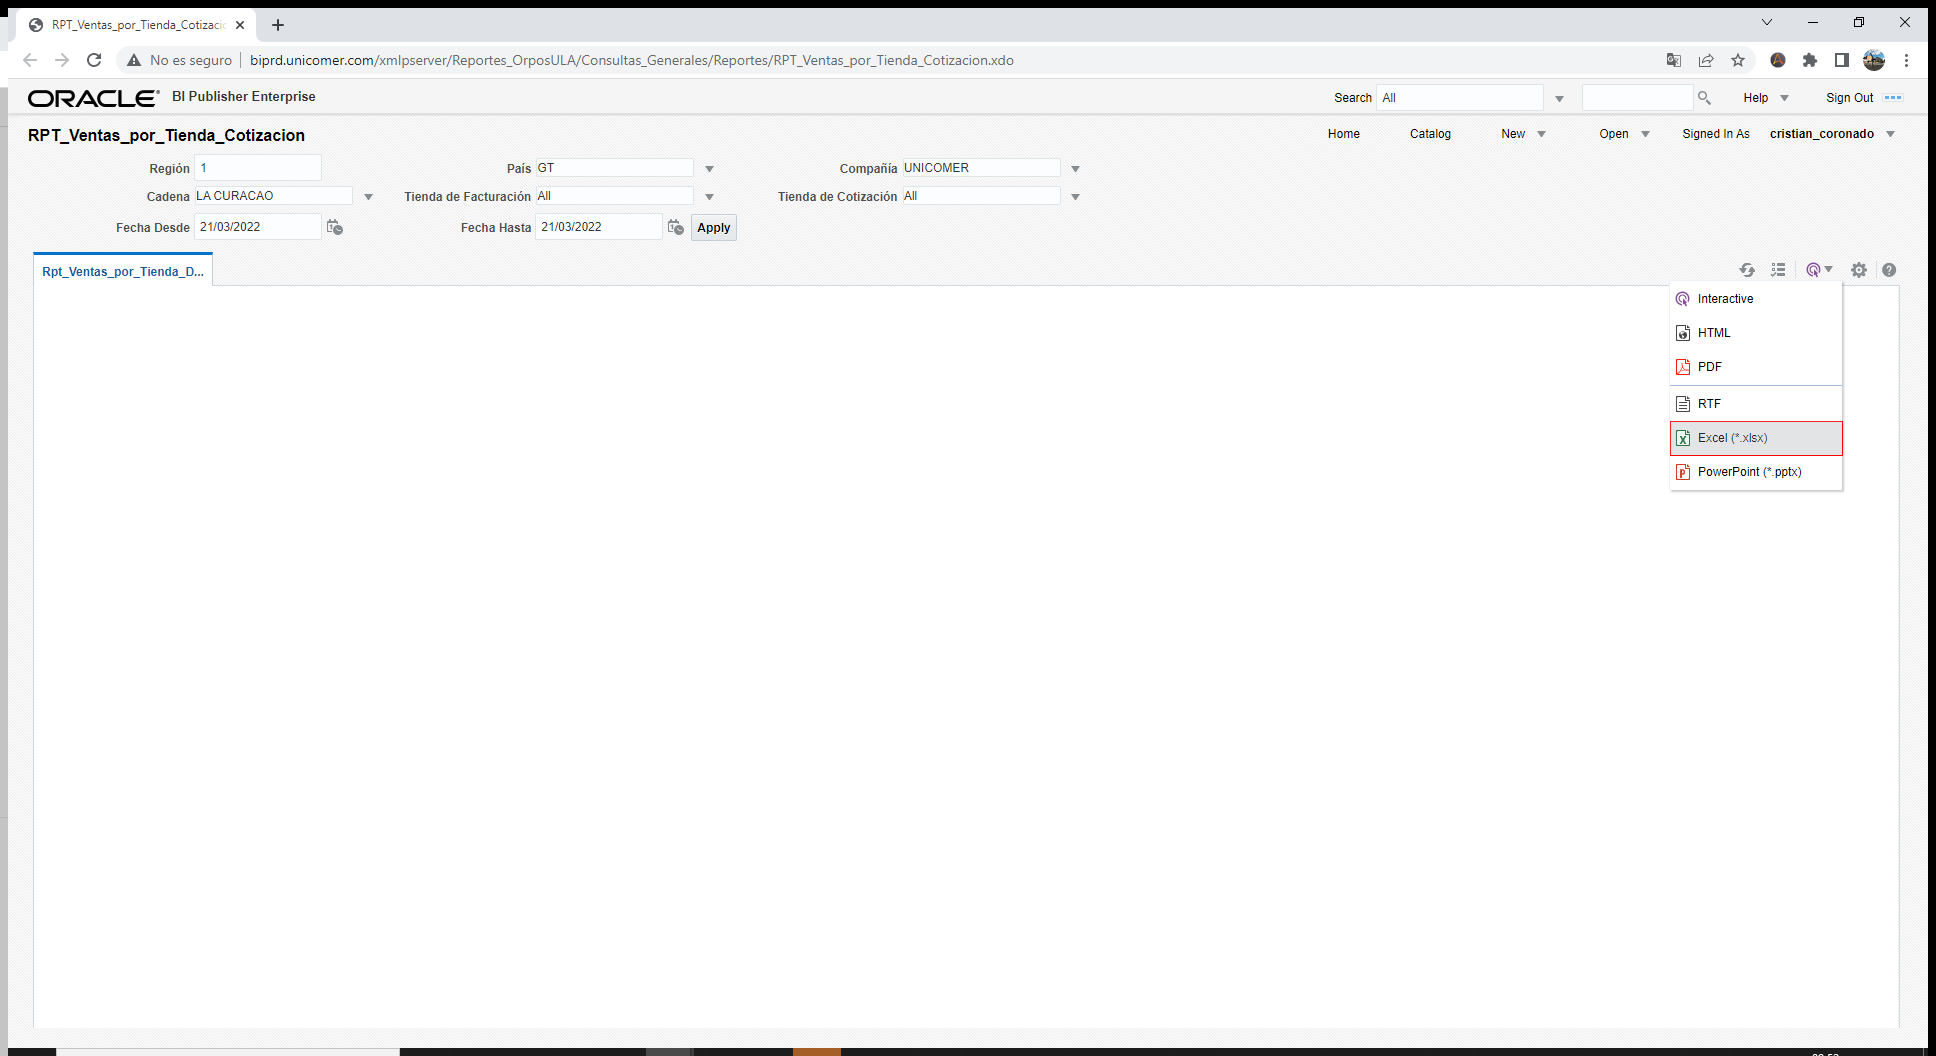 RPT_Ventas_por_Tienda_Cotizaci
No es seguro
biprd.unicomer.com/xmlpserver/Reportes_OrposULA/Consultas_Generales/Reportes/RPT_Ventas_por_Tienda_Cotizacion.xdo
ORACLE® BI Publisher Enterprise
Search All
Help
Sign Out
RPT_Ventas_por_Tienda_Cotizacion
Home
Catalog
New
Open
Signed In As cristian_coronado
Región 1
País GT
Compañía UNICOMER
Cadena LA CURACAO
Tienda de Facturación All
Tienda de Cotización All
Fecha Desde 21/03/2022
Fecha Hasta 21/03/2022
Apply
Rpt_Ventas_por_Tienda_D...
Interactive
HTML
PDF
RTF
Excel (*.xlsx)
PowerPoint (*.pptx)